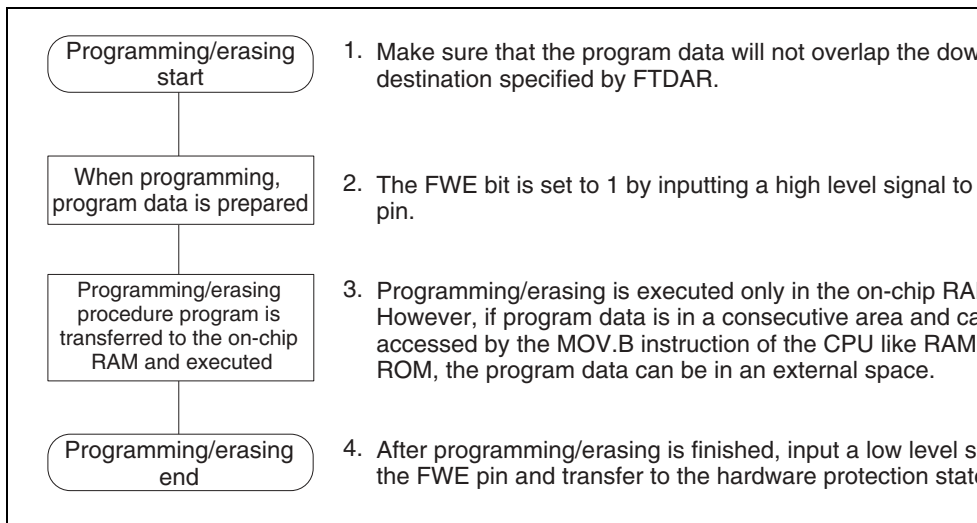 Programming/erasing
start
When programming,
program data is prepared
Programming/erasing
procedure program is
transferred to the on-chip
RAM and executed
Programming/erasing
end
1. Make sure that the program data will not overlap the
destination specified by FTDAR.
2. The FWE bit is set to 1 by inputting a high level signal to
pin.
3. Programming/erasing is executed only in the on-chip
However, if program data is in a consecutive area and
accessed by the MOV.B instruction of the CPU like RAM
ROM, the program data can be in an external space.
4. After programming/erasing is finished, input a low level
the FWE pin and transfer to the hardware protection